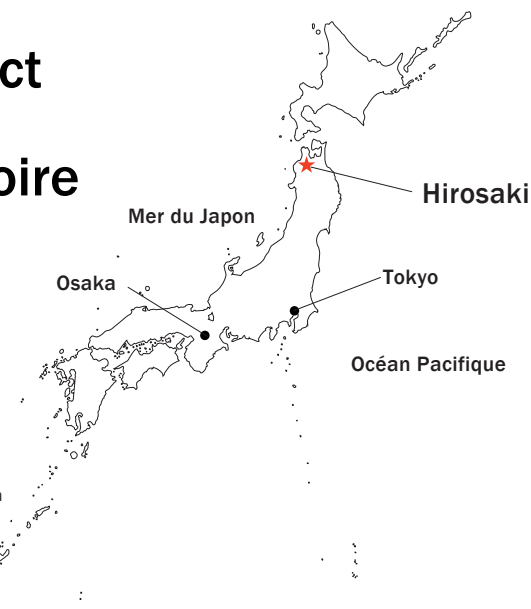 ct
oire
Hirosaki
Mer du Japon
Osaka
Tokyo
Océan Pacifique